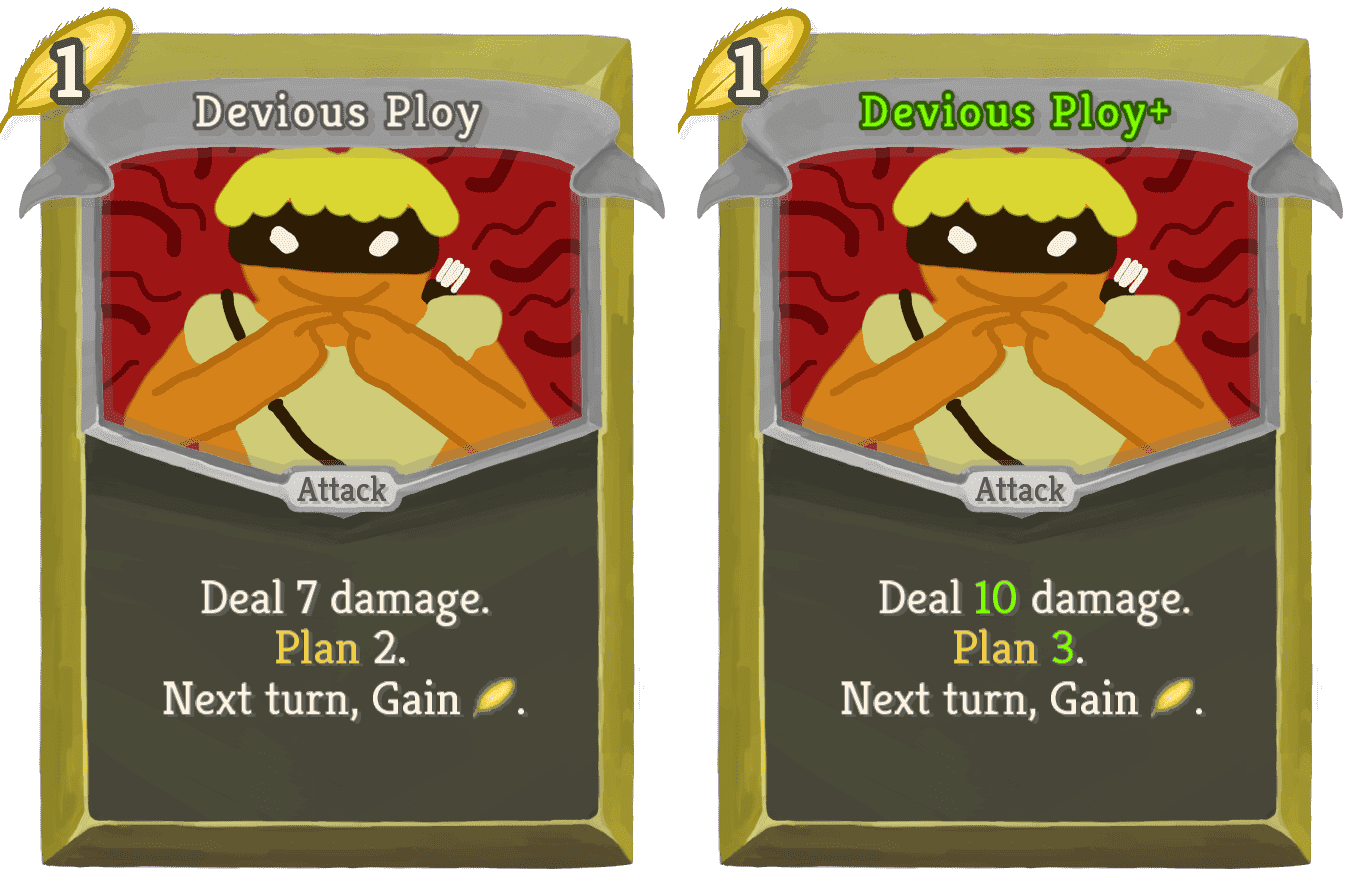 1
Devious Ploy
Attack
Deal 7 damage.
Plan 2.
Next turn, Gain .
1
Devious Ploy+
Attack
Deal 10 damage.
Plan 3.
Next turn, Gain .